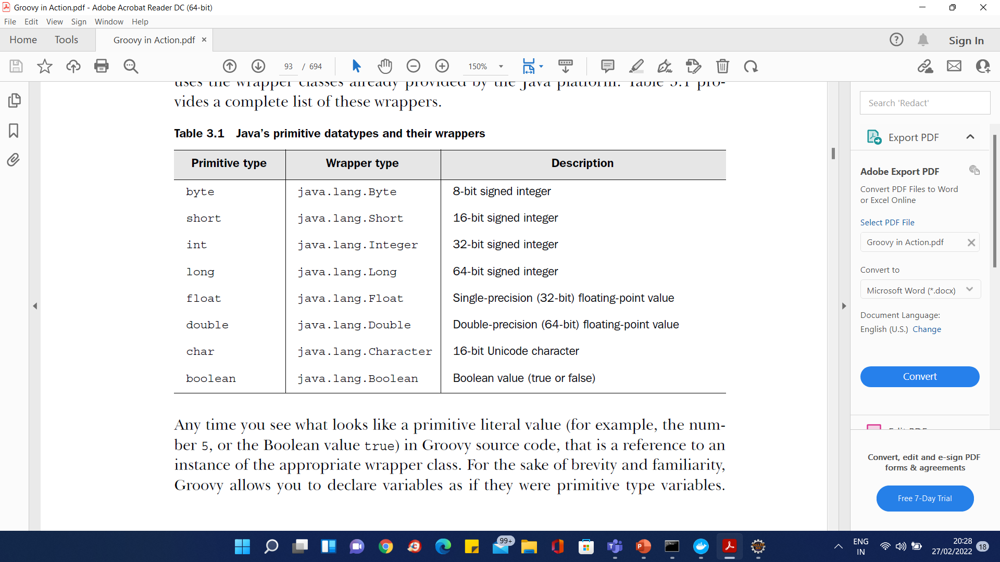 Groovy in Action.pdf - Adobe Acrobat Reader DC (64-bit)
File Edit View Sign Window Help
Home Tools Groovy in Action.pdf × Sign In
93 / 694 150%
uses the wrapper classes already provided by the Java platform. Table 3.1 pro-
vides a complete list of these wrappers.
Table 3.1 Java's primitive datatypes and their wrappers
Primitive type Wrapper type Description
byte java.lang.Byte 8-bit signed integer
short java.lang.Short 16-bit signed integer
int java.lang.Integer 32-bit signed integer
long java.lang.Long 64-bit signed integer
float java.lang.Float Single-precision (32-bit) floating-point value
double java.lang.Double Double-precision (64-bit) floating-point value
char java.lang.Character 16-bit Unicode character
boolean java.lang.Boolean Boolean value (true or false)
Any time you see what looks like a primitive literal value (for example, the num-
ber 5, or the Boolean value true) in Groovy source code, that is a reference to an
instance of the appropriate wrapper class. For the sake of brevity and familiarity,
Groovy allows you to declare variables as if they were primitive type variables.
Search 'Redact'
Export PDF
Adobe Export PDF
Convert PDF Files to Word
or Excel Online
Select PDF File
Groovy in Action.pdf
Convert to
Microsoft Word (*.docx)
Document Language:
English (U.S.) Change
Convert
Edit PDF
Convert, edit and e-sign PDF
forms & agreements
Free 7-Day Trial
99+
ENG
IN
20:28
27/02/2022
18